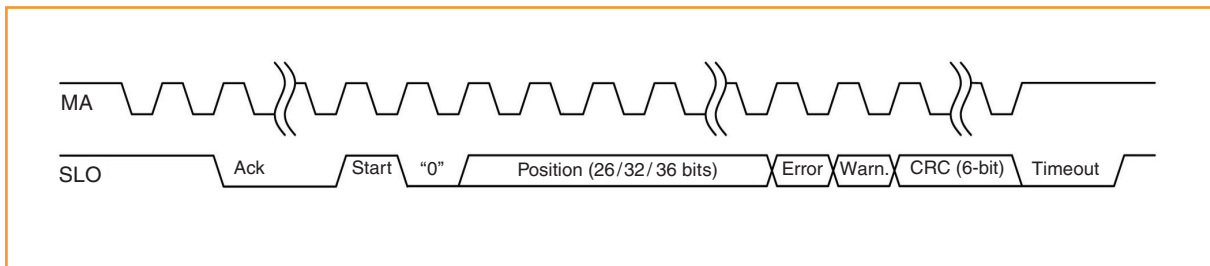 MA
SLO Ack Start “0” Position (26/32/36 bits) Error Warn. CRC (6-bit) Timeout